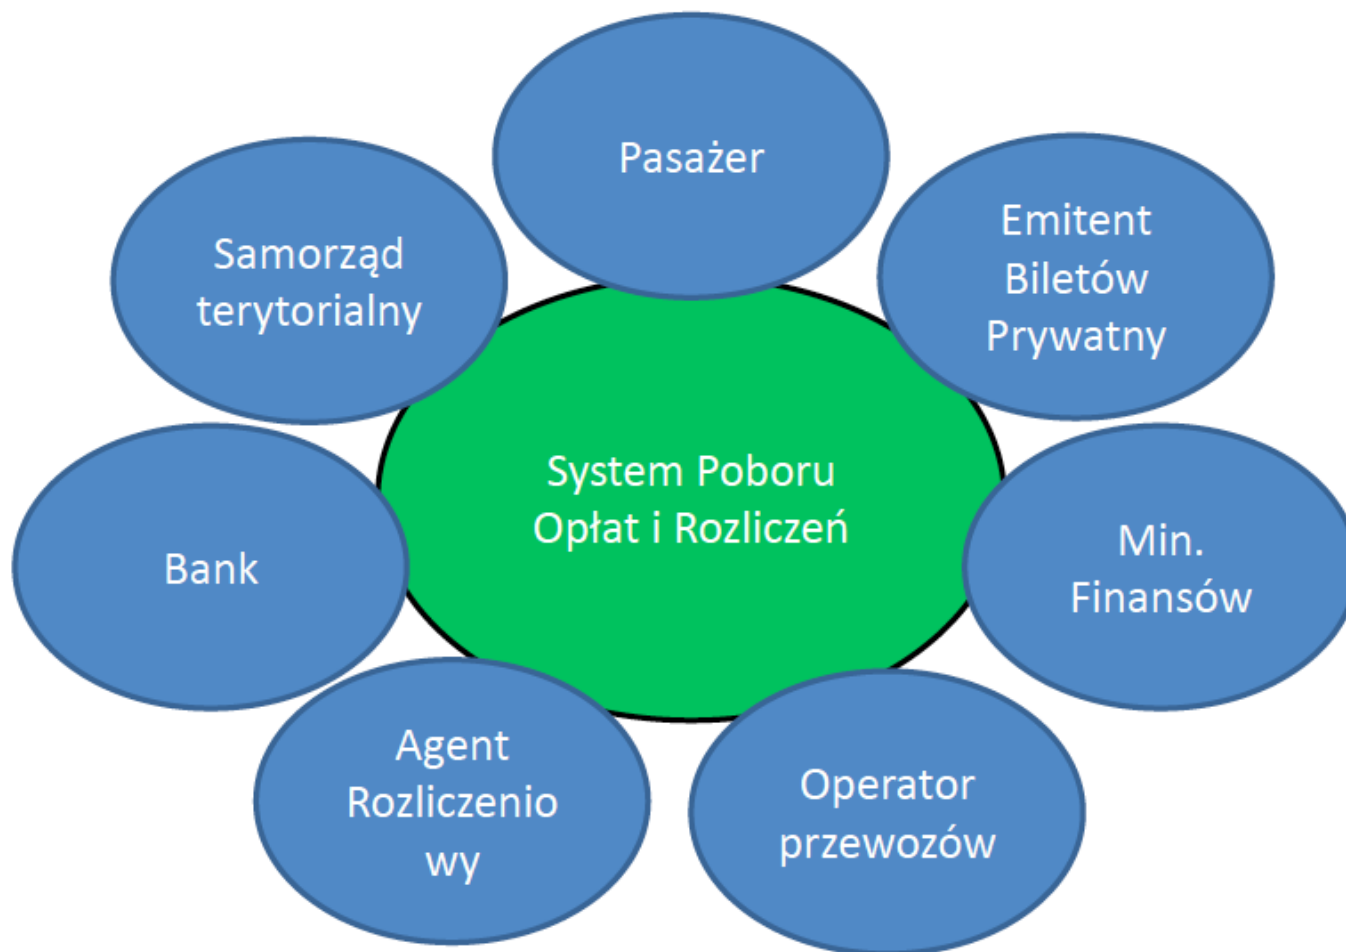 Pasażer
Emitent
Biletów
Prywatny
Samorząd
terytorialny
System Poboru
Opłat i Rozliczeń
Min.
Finansów
Bank
Agent
Rozliczenio
wy
Operator
przewozów